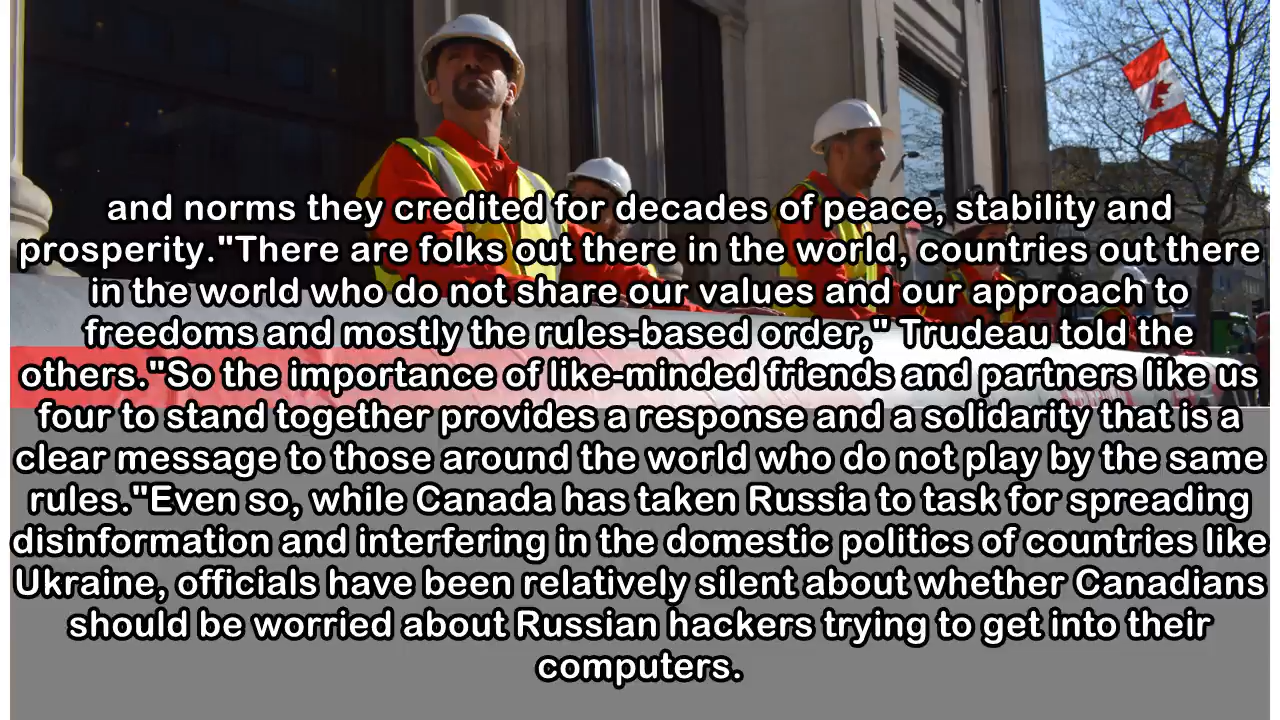 and norms they credited for decades of peace, stability and
prosperity."There are folks out there in the world, countries out there
in the world who do not share our values and our approach to
freedoms and mostly the rules-based order," Trudeau told the
others."So the importance of like-minded friends and partners like us
four to stand together provides a response and a solidarity that is a
clear message to those around the world who do not play by the same
rules."Even so, while Canada has taken Russia to task for spreading
disinformation and interfering in the domestic politics of countries like
Ukraine, officials have been relatively silent about whether Canadians
should be worried about Russian hackers trying to get into their
computers.